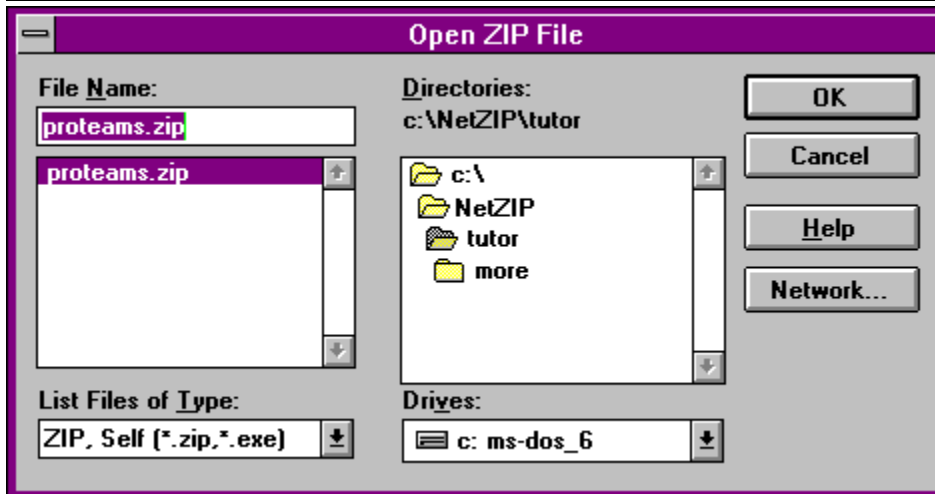 Open ZIP File
File Name:
proteams.zip
proteams.zip
List Files of Type:
ZIP, Self (*.zip,*.exe)
Directories:
c:\NetZIP\tutor
c:\
NetZIP
tutor
more
Drives:
c: ms-dos_6
OK
Cancel
Help
Network...